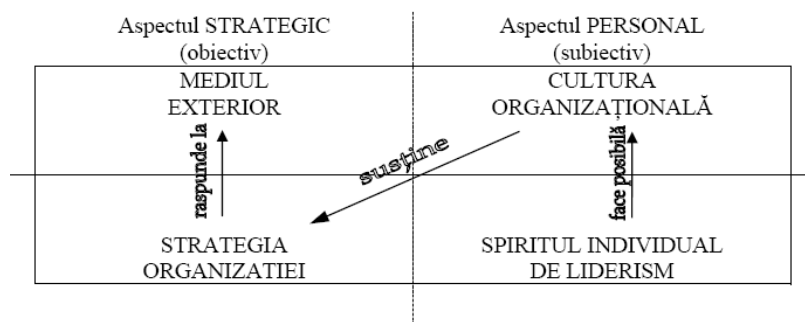 Aspectul STRATEGIC
(obiectiv)
Aspectul PERSONAL
(subiectiv)
MEDIUL
EXTERIOR
CULTURA
ORGANIZAȚIONALĂ
raspunde la
susține
face posibilă
STRATEGIA
ORGANIZATIEI
SPIRITUL INDIVIDUAL
DE LIDERISM